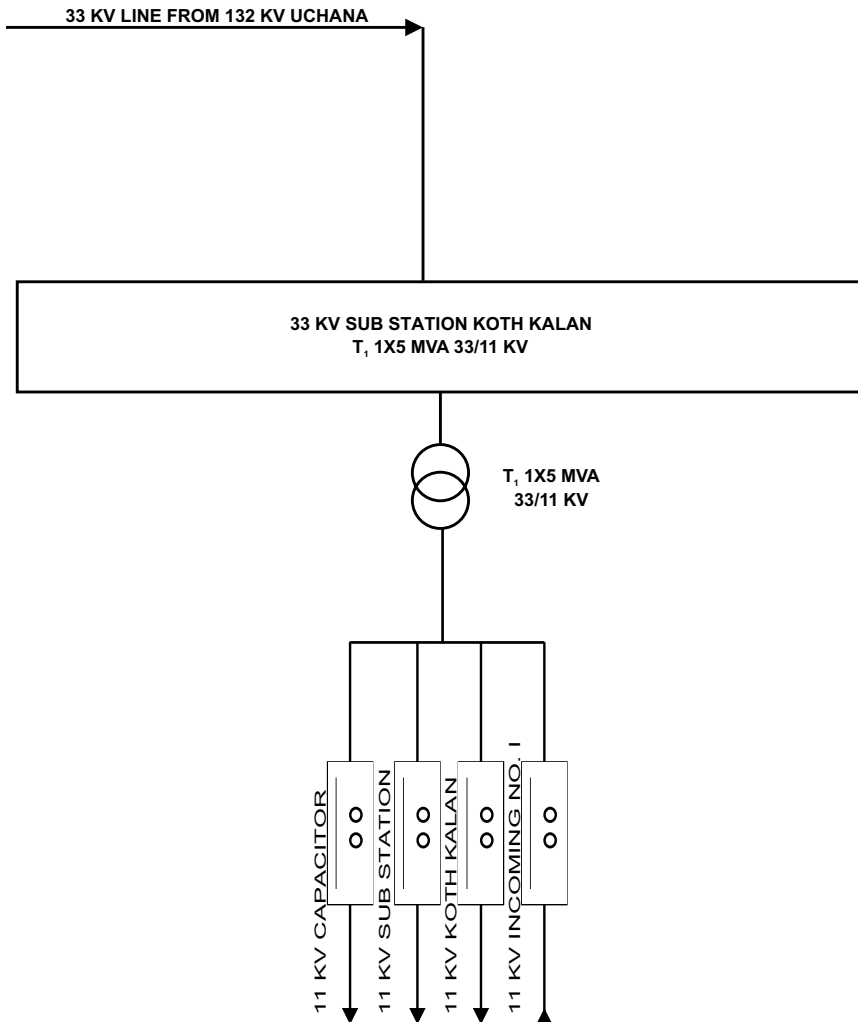 33 KV LINE FROM 132 KV UCHANA
33 KV SUB STATION KOTH KALAN
T₁ 1X5 MVA 33/11 KV
T₁ 1X5 MVA
33/11 KV
11 KV CAPACITOR
11 KV SUB STATION
11 KV KOTH KALAN
11 KV INCOMING NO. I